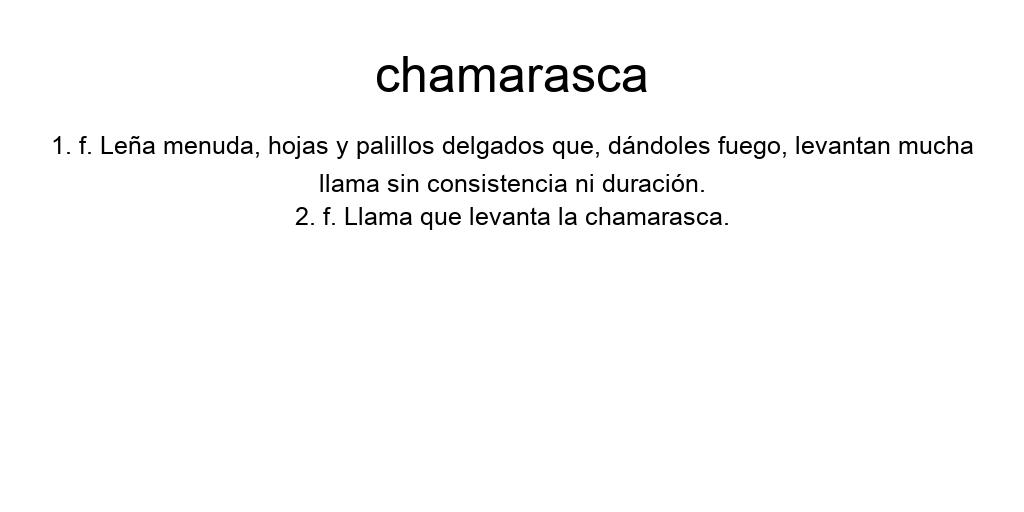 chamarasca
1. f. Leña menuda, hojas y palillos delgados que, dándoles fuego, levantan mucha
llama sin consistencia ni duración.
2. f. Llama que levanta la chamarasca.